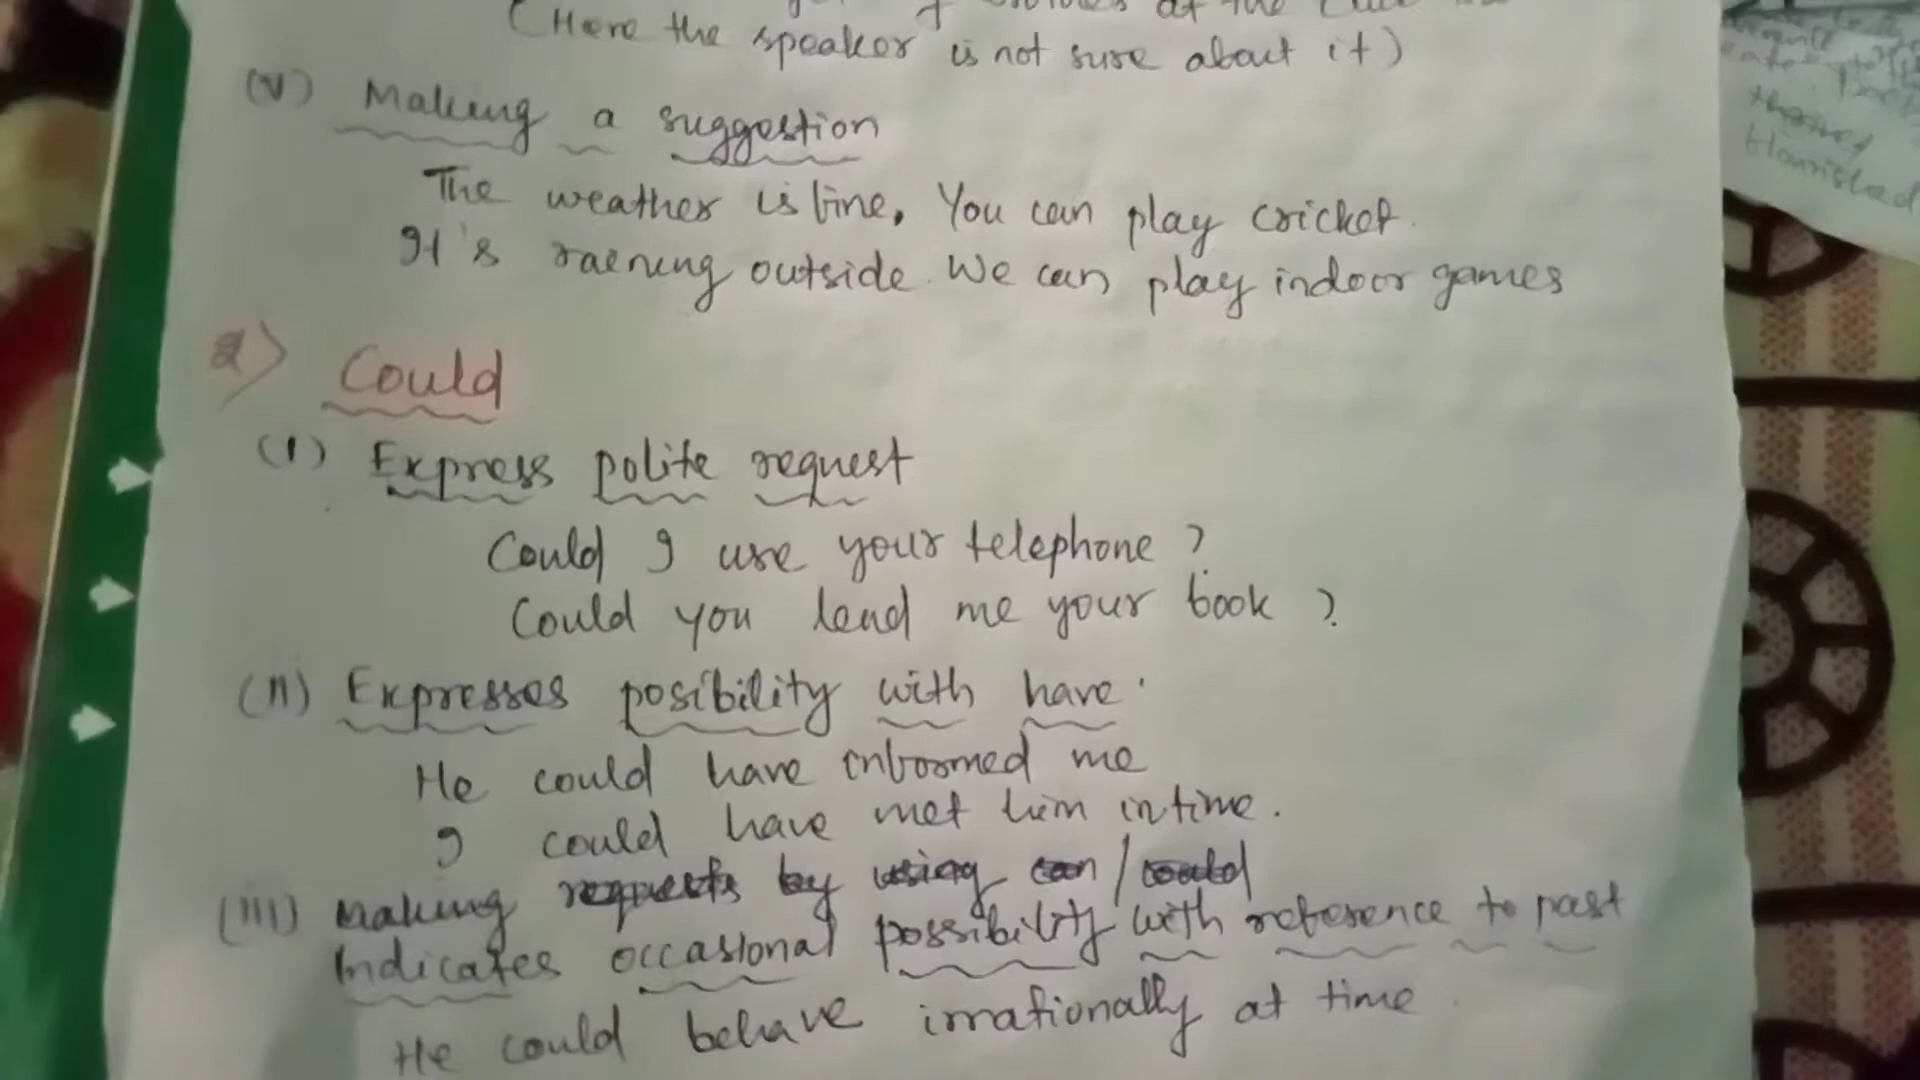 at the
(Here the speaker is not sure about it)
(V) Making a suggestion
The weather is fine. You can play cricket.
It's raening outside. We can play indoor games
2) Could
(I) Express polite request
Could I use your telephone ?
Could you lend me your book ?
(II) Expresses posibility with have
He could have informed me
I could have met him in time.
(III) Making requests by using can / could
Indicates occasional possibility with reference to past
He could behave irrationally at time
flourished